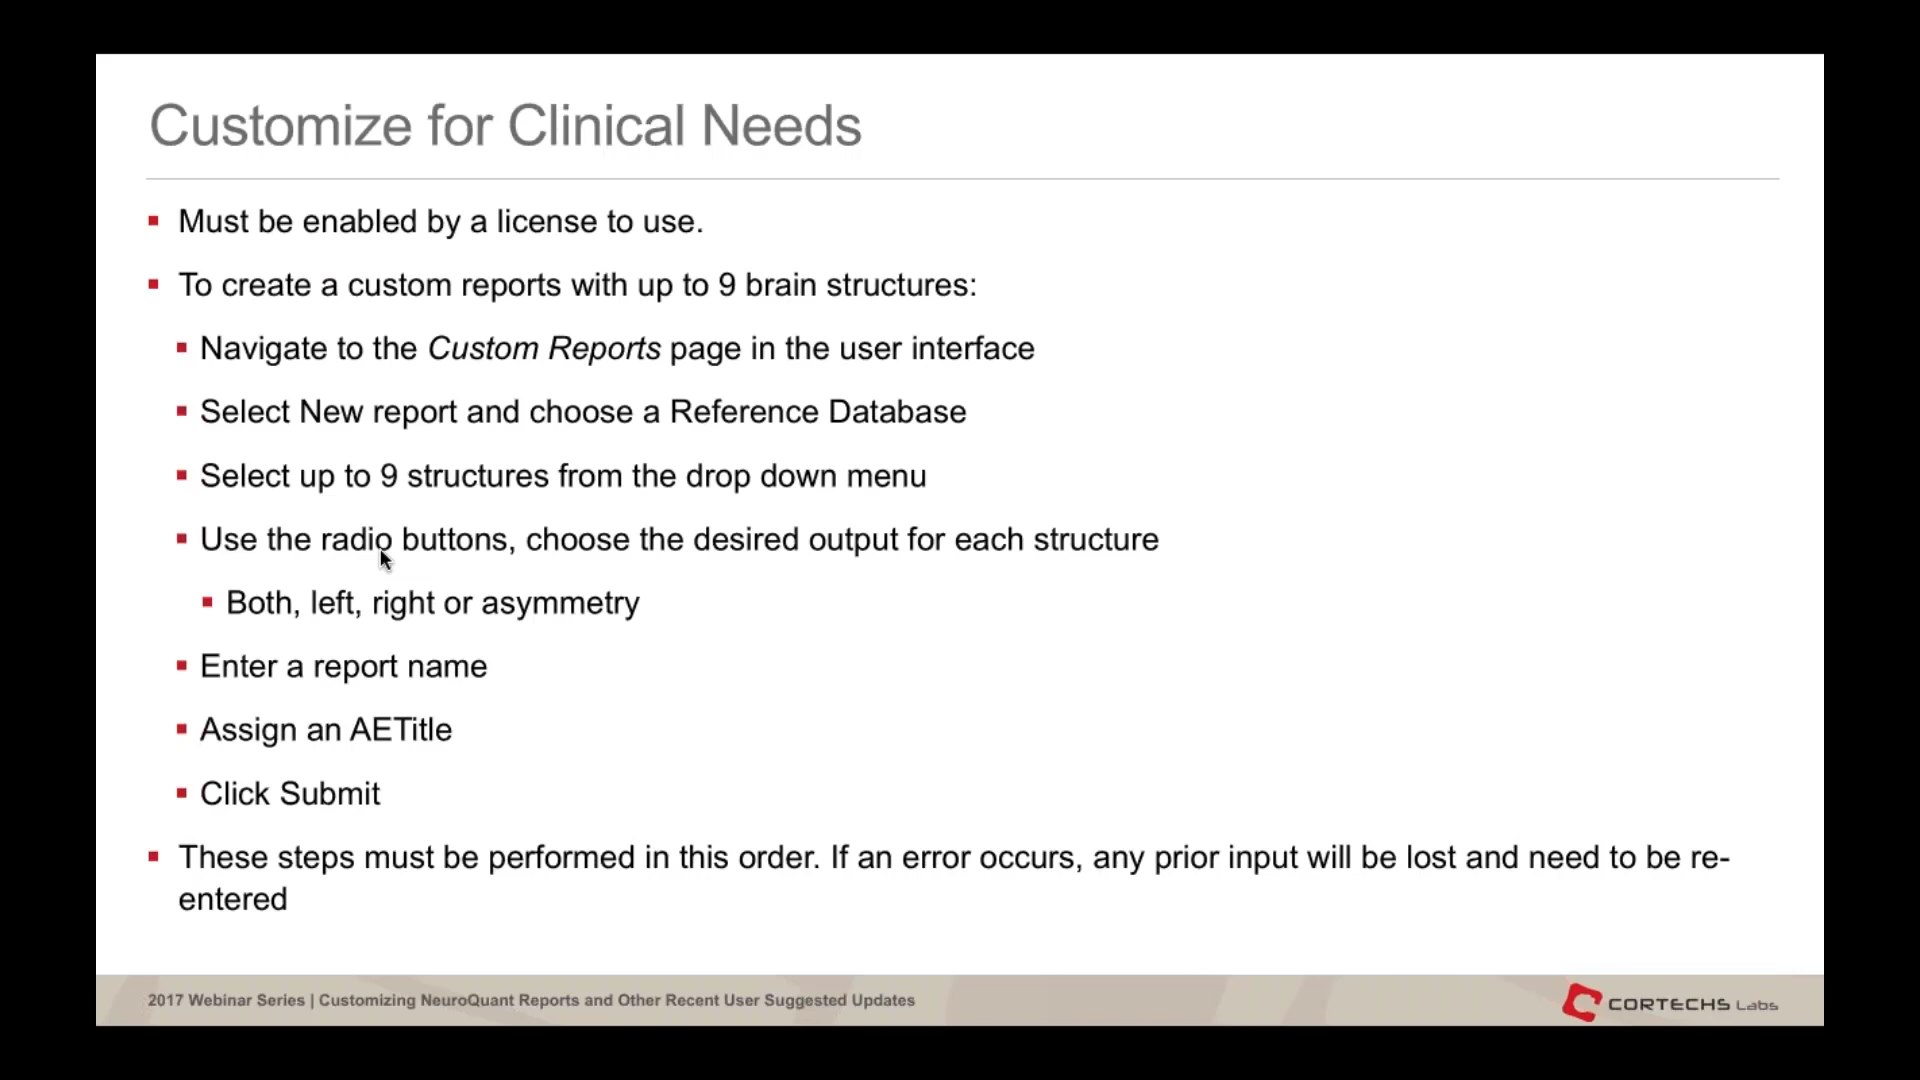 Customize for Clinical Needs
Must be enabled by a license to use.
To create a custom reports with up to 9 brain structures:
Navigate to the Custom Reports page in the user interface
Select New report and choose a Reference Database
Select up to 9 structures from the drop down menu
Use the radio buttons, choose the desired output for each structure
Both, left, right or asymmetry
Enter a report name
Assign an AETitle
Click Submit
These steps must be performed in this order. If an error occurs, any prior input will be lost and need to be re-
entered
2017 Webinar Series | Customizing NeuroQuant Reports and Other Recent User Suggested Updates
CORTECHS Labs